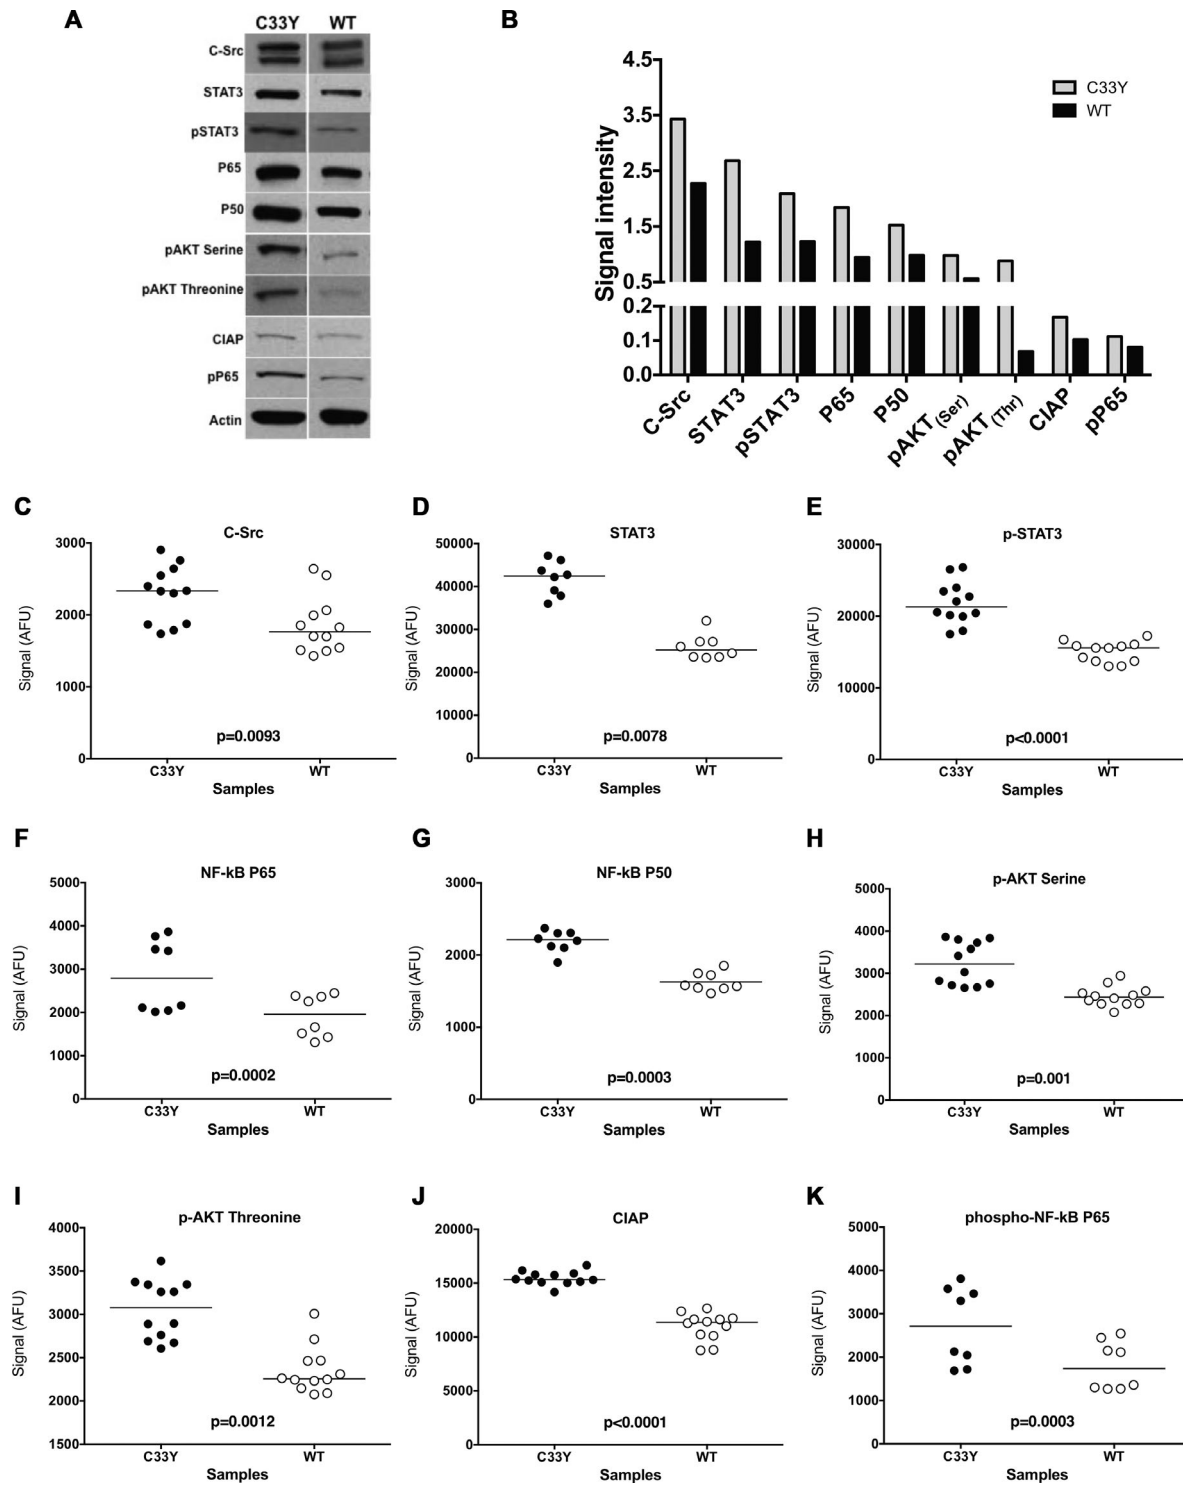 A
C33Y WT
C-Src
STAT3
pSTAT3
P65
P50
pAKT Serine
pAKT Threonine
CIAP
pP65
Actin
B
Signal intensity
4.5
3.5
2.5
1.5
0.5
0.2
0.1
0.0
C33Y
WT
C-Src
STAT3
pSTAT3
P65
P50
pAKT (Ser)
pAKT (Thr)
CIAP
pP65
C
C-Src
Signal (AFU)
3000
2000
1000
0
p=0.0093
C33Y WT
Samples
D
STAT3
Signal (AFU)
50000
40000
30000
20000
10000
0
p=0.0078
C33Y WT
Samples
E
p-STAT3
Signal (AFU)
30000
20000
10000
0
p<0.0001
C33Y WT
Samples
F
NF-kB P65
Signal (AFU)
5000
4000
3000
2000
1000
0
p=0.0002
C33Y WT
Samples
G
NF-kB P50
Signal (AFU)
3000
2000
1000
0
p=0.0003
C33Y WT
Samples
H
p-AKT Serine
Signal (AFU)
5000
4000
3000
2000
1000
0
p=0.001
C33Y WT
Samples
I
p-AKT Threonine
Signal (AFU)
4000
3500
3000
2500
2000
1500
p=0.0012
C33Y WT
Samples
J
CIAP
Signal (AFU)
20000
15000
10000
5000
0
p<0.0001
C33Y WT
Samples
K
phospho-NF-kB P65
Signal (AFU)
5000
4000
3000
2000
1000
0
p=0.0003
C33Y WT
Samples